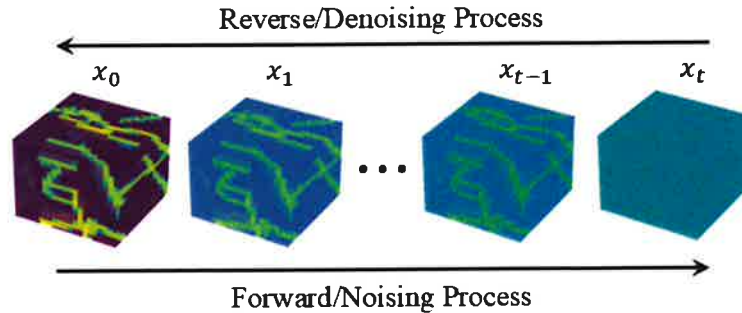 Reverse/Denoising Process
x₀ x₁ xₜ₋₁ xₜ
• • •
Forward/Noising Process